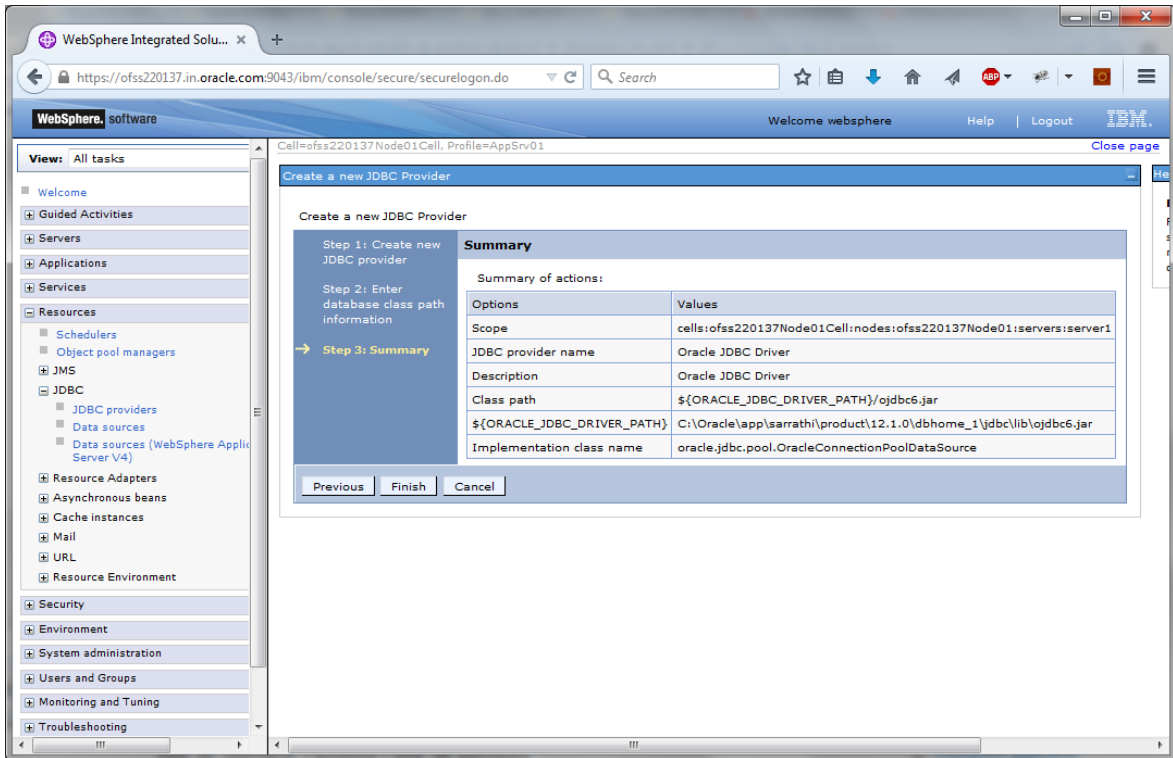 WebSphere Integrated Solu... ×
+
https://ofss220137.in.oracle.com:9043/ibm/console/secure/securelogon.do
Search
ABP
WebSphere. software
Welcome websphere
Help | Logout
IBM.
View: All tasks
Welcome
Guided Activities
Servers
Applications
Services
Resources
Schedulers
Object pool managers
JMS
JDBC
JDBC providers
Data sources
Data sources (WebSphere Applic
Server V4)
Resource Adapters
Asynchronous beans
Cache instances
Mail
URL
Resource Environment
Security
Environment
System administration
Users and Groups
Monitoring and Tuning
Troubleshooting
Cell=ofss220137Node01Cell, Profile=AppSrv01
Close page
Create a new JDBC Provider
He
Create a new JDBC Provider
Step 1: Create new
JDBC provider
Step 2: Enter
database class path
information
Step 3: Summary
Summary
Summary of actions:
Options Values
Scope cells:ofss220137Node01Cell:nodes:ofss220137Node01:servers:server1
JDBC provider name Oracle JDBC Driver
Description Oracle JDBC Driver
Class path ${ORACLE_JDBC_DRIVER_PATH}/ojdbc6.jar
${ORACLE_JDBC_DRIVER_PATH} C:\Oracle\app\sarrathi\product\12.1.0\dbhome_1\jdbc\lib\ojdbc6.jar
Implementation class name oracle.jdbc.pool.OracleConnectionPoolDataSource
Previous Finish Cancel